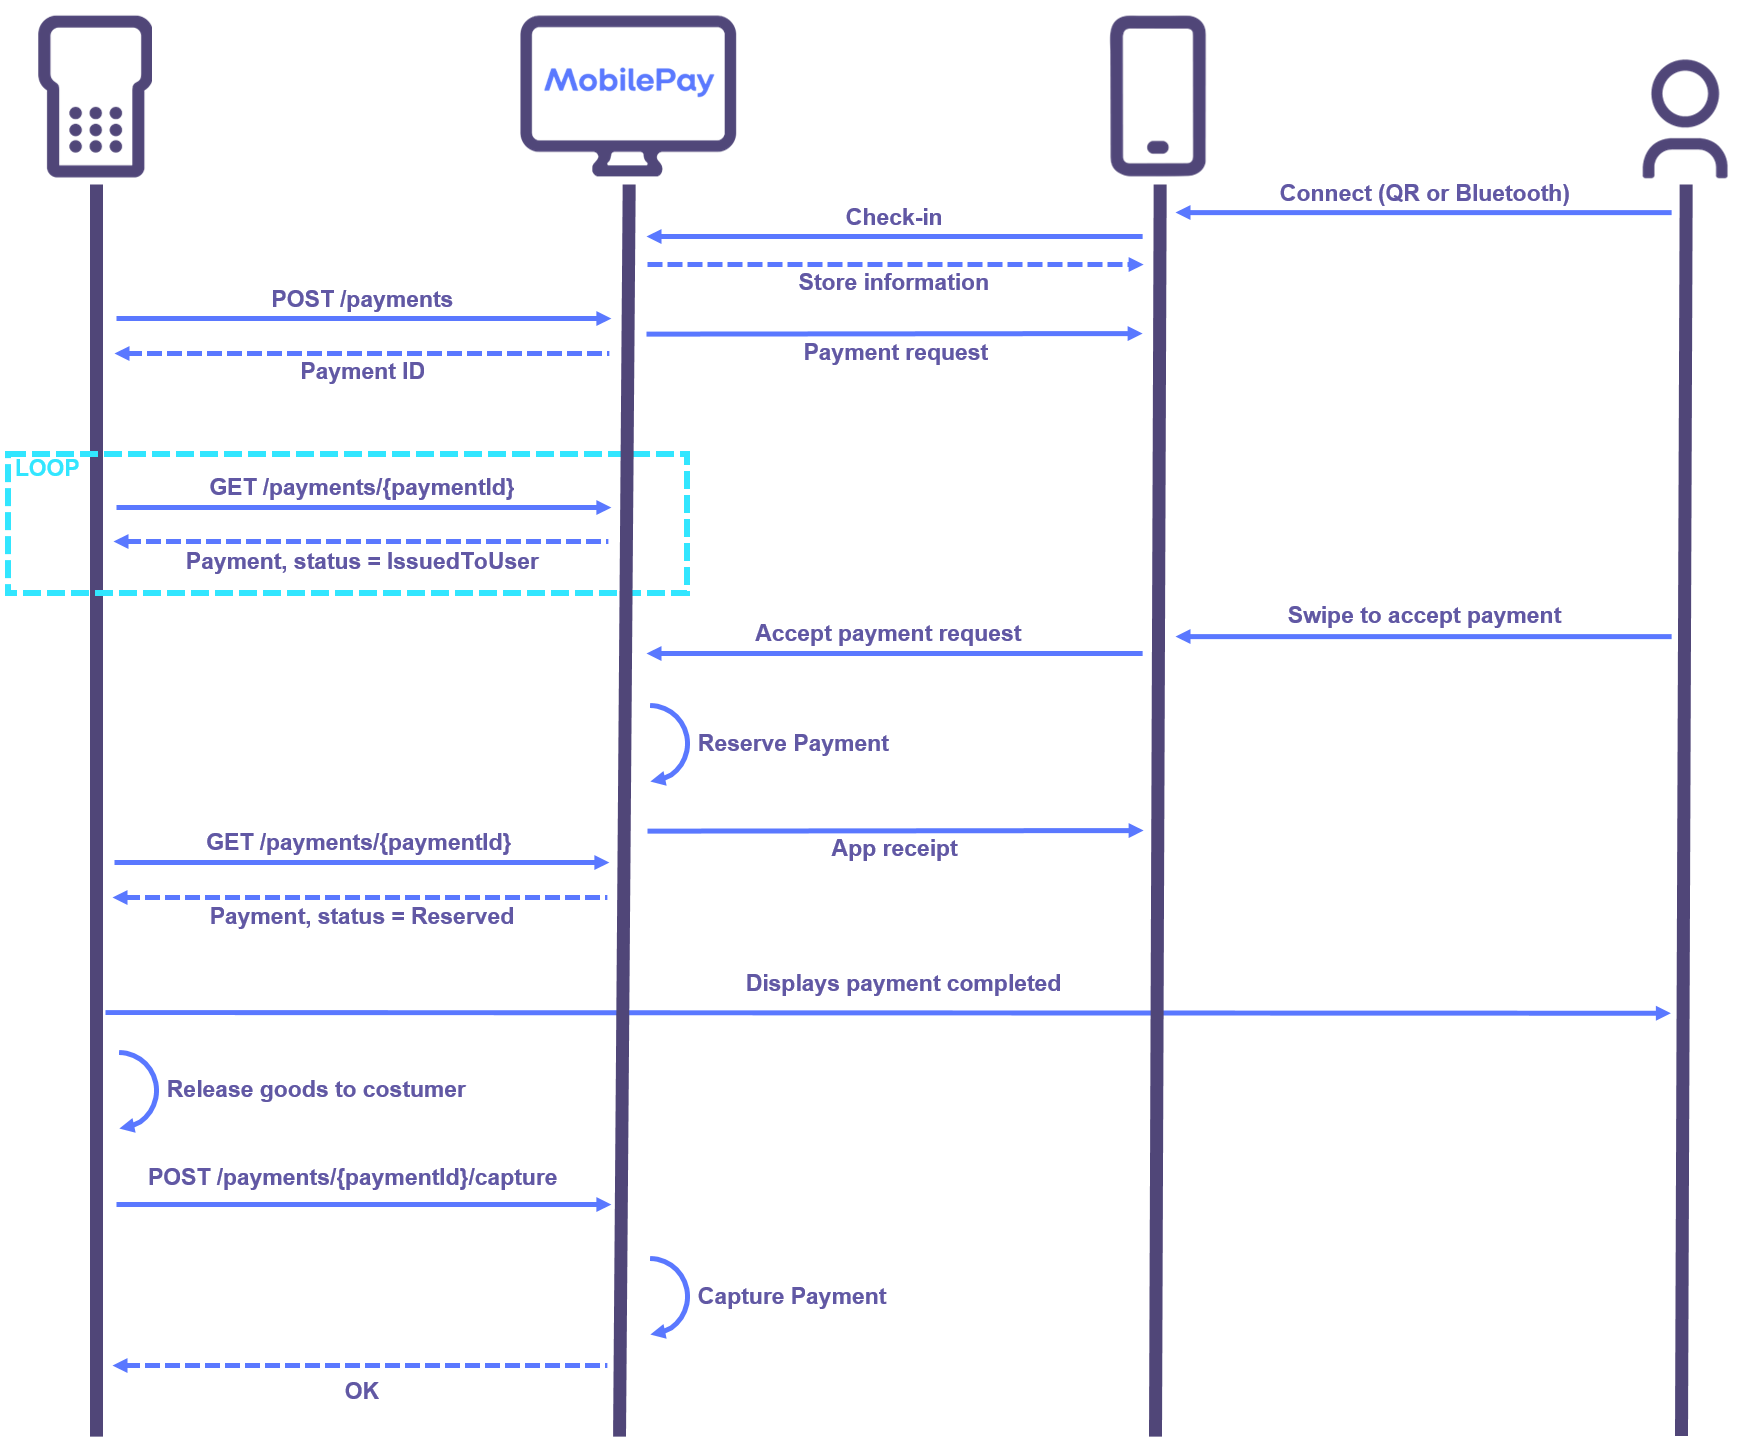 MobilePay
Connect (QR or Bluetooth)
Check-in
Store information
POST /payments
Payment request
Payment ID
LOOP
GET /payments/{paymentId}
Payment, status = IssuedToUser
Swipe to accept payment
Accept payment request
Reserve Payment
GET /payments/{paymentId}
App receipt
Payment, status = Reserved
Displays payment completed
Release goods to costumer
POST /payments/{paymentId}/capture
Capture Payment
OK